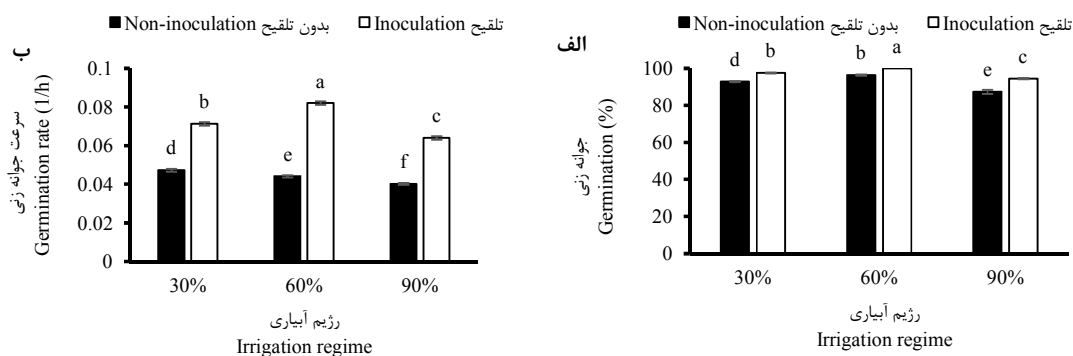 Non-inoculation بدون تلقیح Inoculation تلقیح
ب
سرعت جوانه زنی
Germination rate (1/h)
0.1
0.08
0.06
0.04
0.02
0
d b e a f c
30% 60% 90%
رژیم آبیاری
Irrigation regime
Non-inoculation بدون تلقیح Inoculation تلقیح
الف
جوانه زنی
Germination (%)
100
80
60
40
20
0
d b b a e c
30% 60% 90%
رژیم آبیاری
Irrigation regime